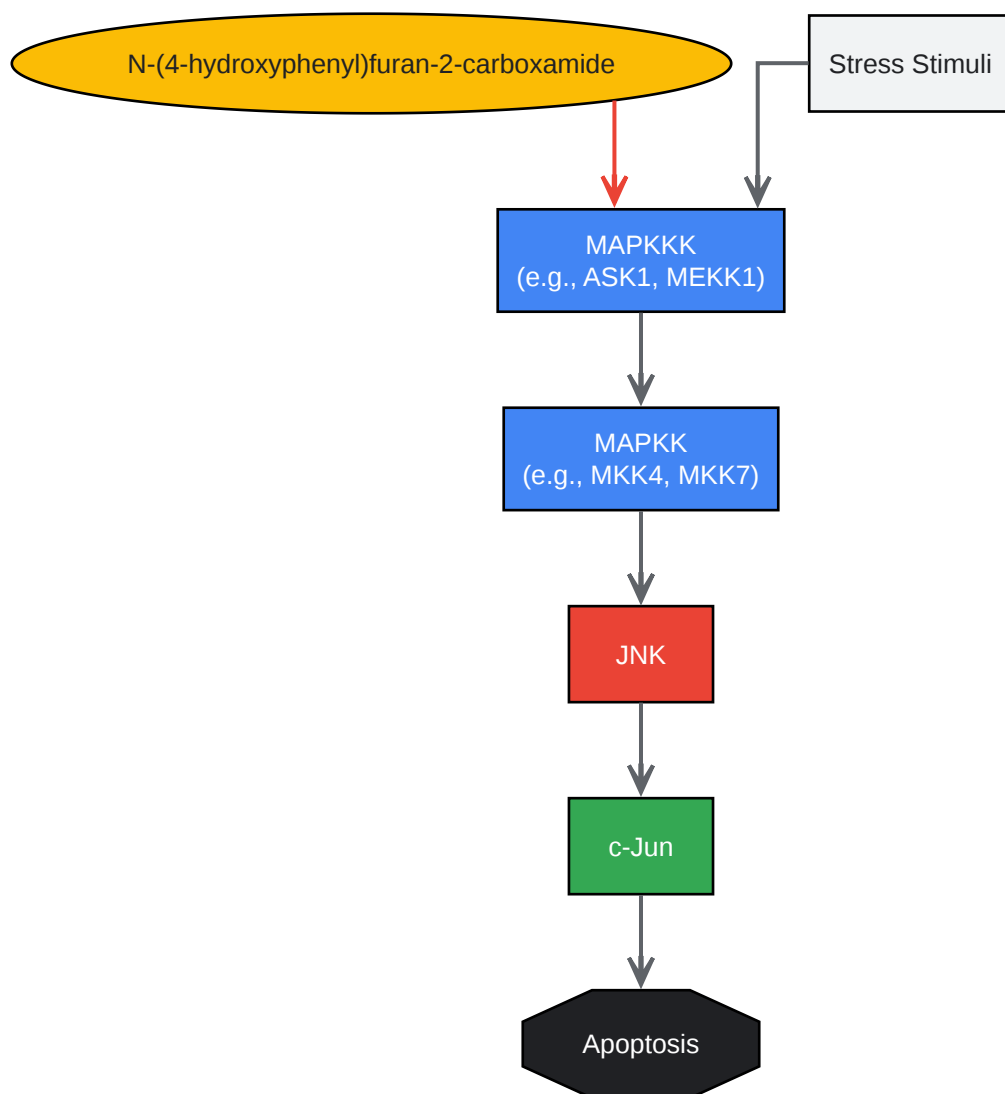 N-(4-hydroxyphenyl)furan-2-carboxamide
Stress Stimuli
MAPKKK
(e.g., ASK1, MEKK1)
MAPKK
(e.g., MKK4, MKK7)
JNK
c-Jun
Apoptosis